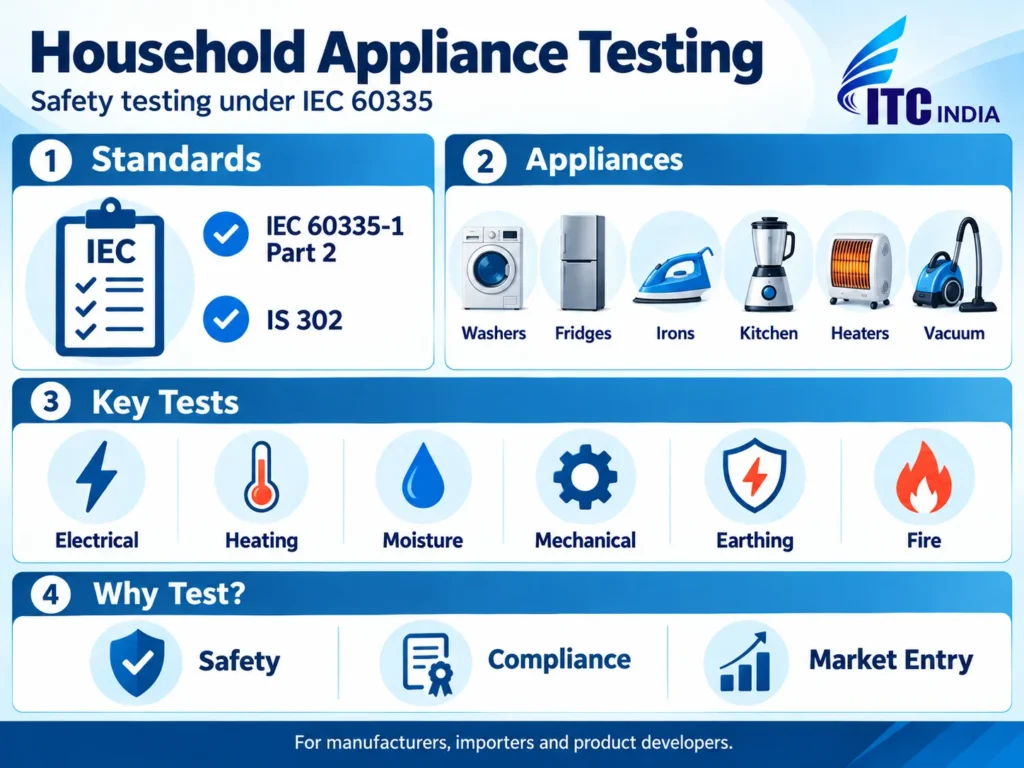 Household Appliance Testing
Safety testing under IEC 60335
ITC INDIA
1 Standards
IEC
IEC 60335-1
Part 2
IS 302
2 Appliances
Washers
Fridges
Irons
Kitchen
Heaters
Vacuum
3 Key Tests
Electrical
Heating
Moisture
Mechanical
Earthing
Fire
4 Why Test?
Safety
Compliance
Market Entry
For manufacturers, importers and product developers.